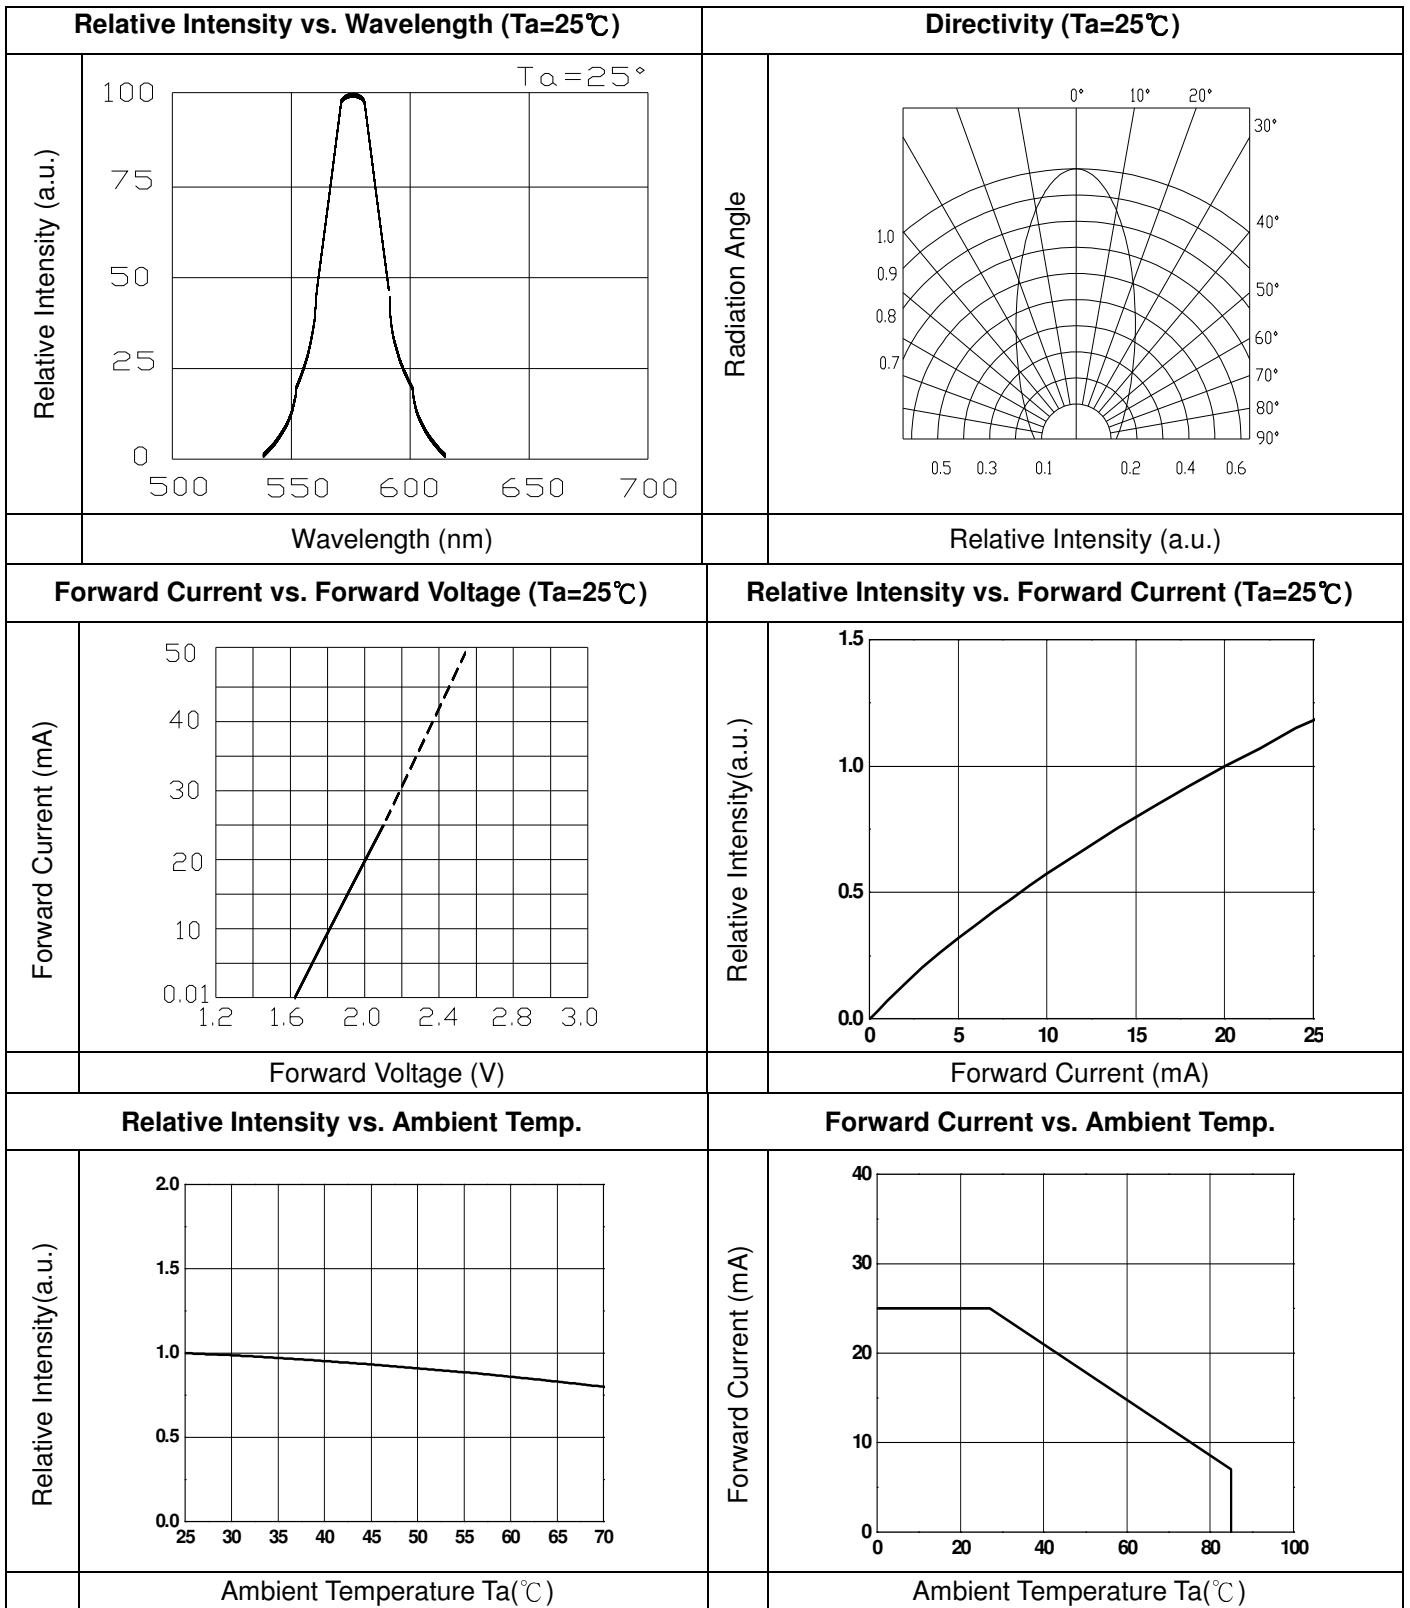 Relative Intensity vs. Wavelength (Ta=25℃)
Directivity (Ta=25℃)
Relative Intensity (a.u.)
Ta=25°
100
75
50
25
0
500 550 600 650 700
Wavelength (nm)
Radiation Angle
0° 10° 20°
30°
40°
50°
60°
70°
80°
90°
1.0
0.9
0.8
0.7
0.5 0.3 0.1 0.2 0.4 0.6
Relative Intensity (a.u.)
Forward Current vs. Forward Voltage (Ta=25℃)
Relative Intensity vs. Forward Current (Ta=25℃)
Forward Current (mA)
50
40
30
20
10
0.01
1.2 1.6 2.0 2.4 2.8 3.0
Forward Voltage (V)
Relative Intensity(a.u.)
1.5
1.0
0.5
0.0
0 5 10 15 20 25
Forward Current (mA)
Relative Intensity vs. Ambient Temp.
Forward Current vs. Ambient Temp.
Relative Intensity(a.u.)
2.0
1.5
1.0
0.5
0.0
25 30 35 40 45 50 55 60 65 70
Ambient Temperature Ta(℃)
Forward Current (mA)
40
30
20
10
0
0 20 40 60 80 100
Ambient Temperature Ta(℃)